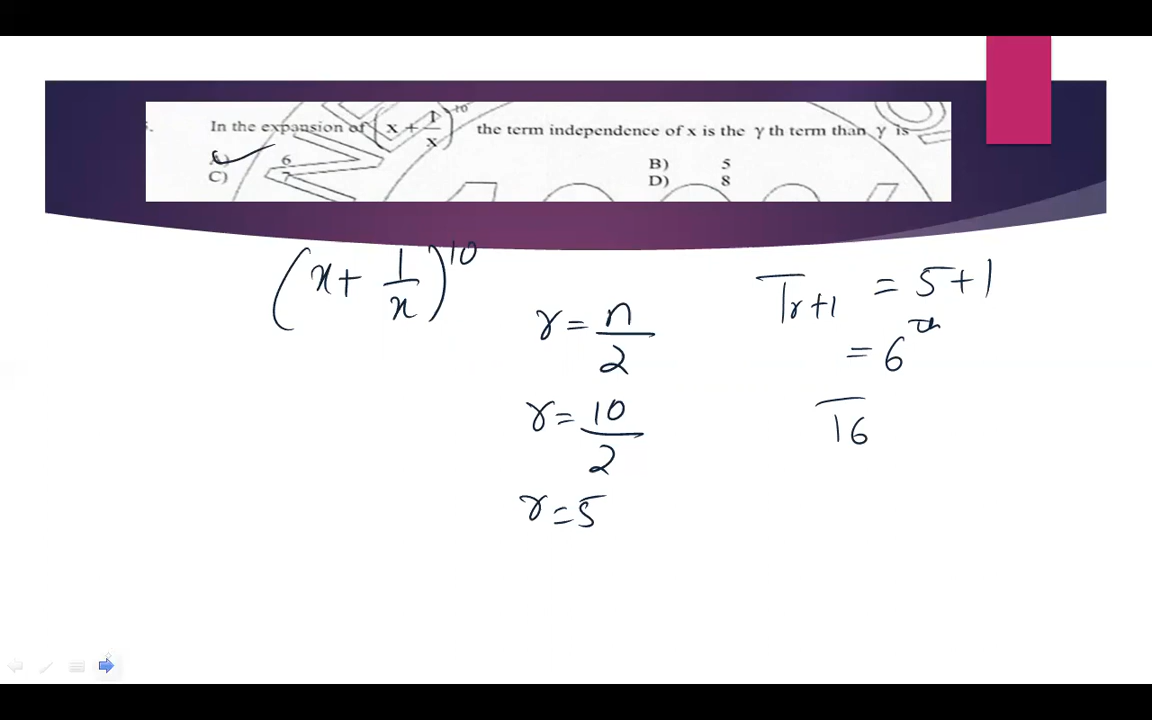 In the expansion of (x + 1/x)^10 the term independence of x is the γ th term than γ is
6 B) 5
C) 7 D) 8
(x + 1/x)^10
γ = n/2
γ = 10/2
γ = 5
Tr+1 = 5+1
= 6th
T6